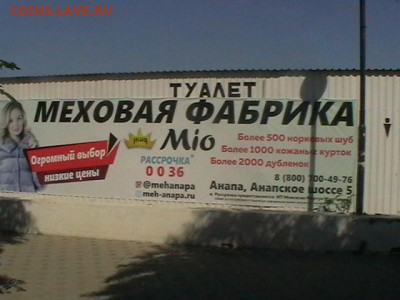 COINS.LAVE.RU
ТУАЛЕТ
МЕХОВАЯ ФАБРИКА
Mio
Огромный выбор
низкие цены
РАССРОЧКА
0 0 36
@mehanapa
meh-anapa.ru
Более 500 норковых шуб
Более 1000 кожаных курток
Более 2000 дубленок
8 (800) 700-49-76
Анапа, Анапское шоссе 5